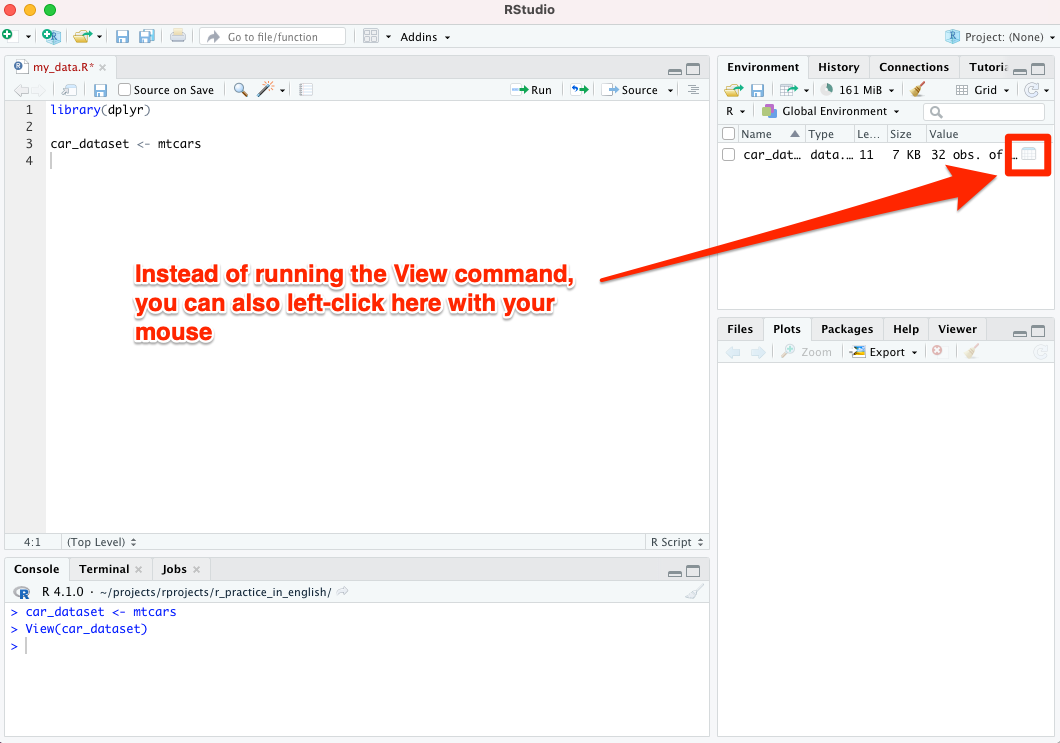 RStudio
Go to file/function
Addins
Project: (None)
my_data.R*
Source on Save
Run
Source
1 library(dplyr)
2
3 car_dataset <- mtcars
4
Instead of running the View command,
you can also left-click here with your
mouse
4:1 (Top Level) R Script
Console Terminal Jobs
R 4.1.0 · ~/projects/rprojects/r_practice_in_english/
> car_dataset <- mtcars
> View(car_dataset)
>
Environment History Connections Tutoria
161 MiB Grid
R Global Environment
Name Type Le... Size Value
car_dat… data.… 11 7 KB 32 obs. of …
Files Plots Packages Help Viewer
Zoom Export